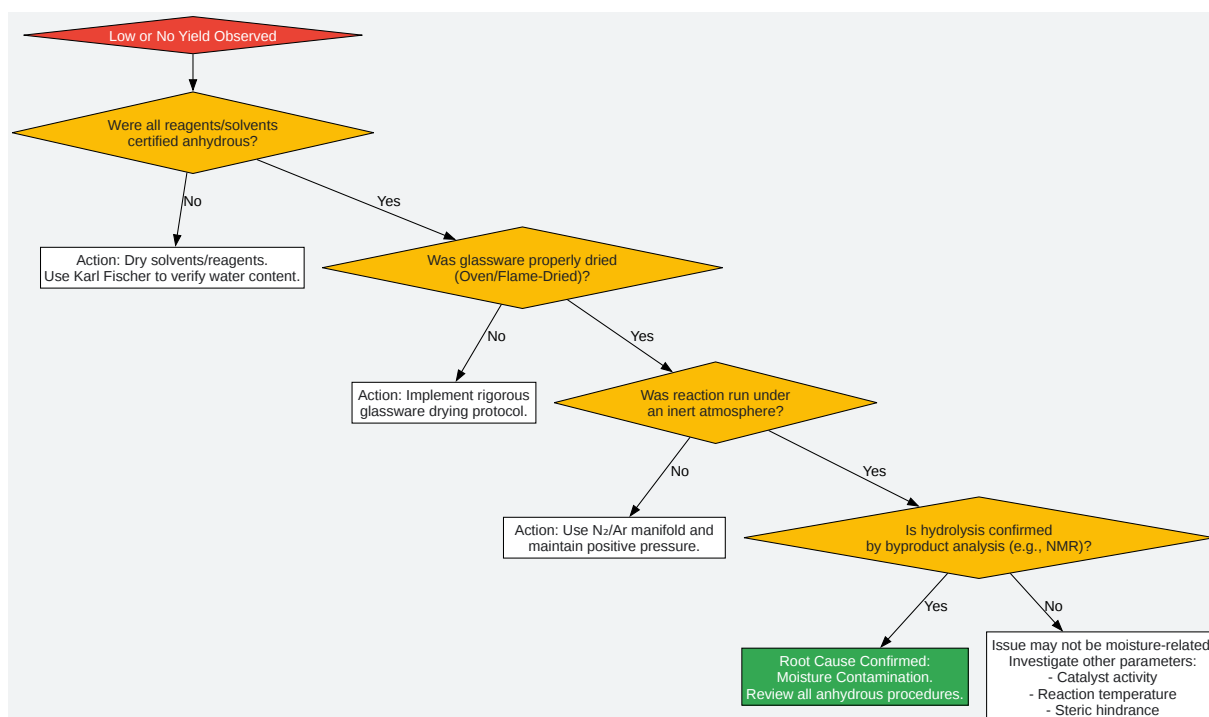 Low or No Yield Observed
Were all reagents/solvents
certified anhydrous?
No
Yes
Action: Dry solvents/reagents.
Use Karl Fischer to verify water content.
Was glassware properly dried
(Oven/Flame-Dried)?
No
Yes
Action: Implement rigorous
glassware drying protocol.
Was reaction run under
an inert atmosphere?
No
Yes
Action: Use N₂/Ar manifold and
maintain positive pressure.
Is hydrolysis confirmed
by byproduct analysis (e.g., NMR)?
Yes
No
Root Cause Confirmed:
Moisture Contamination.
Review all anhydrous procedures.
Issue may not be moisture-related
Investigate other parameters:
- Catalyst activity
- Reaction temperature
- Steric hindrance